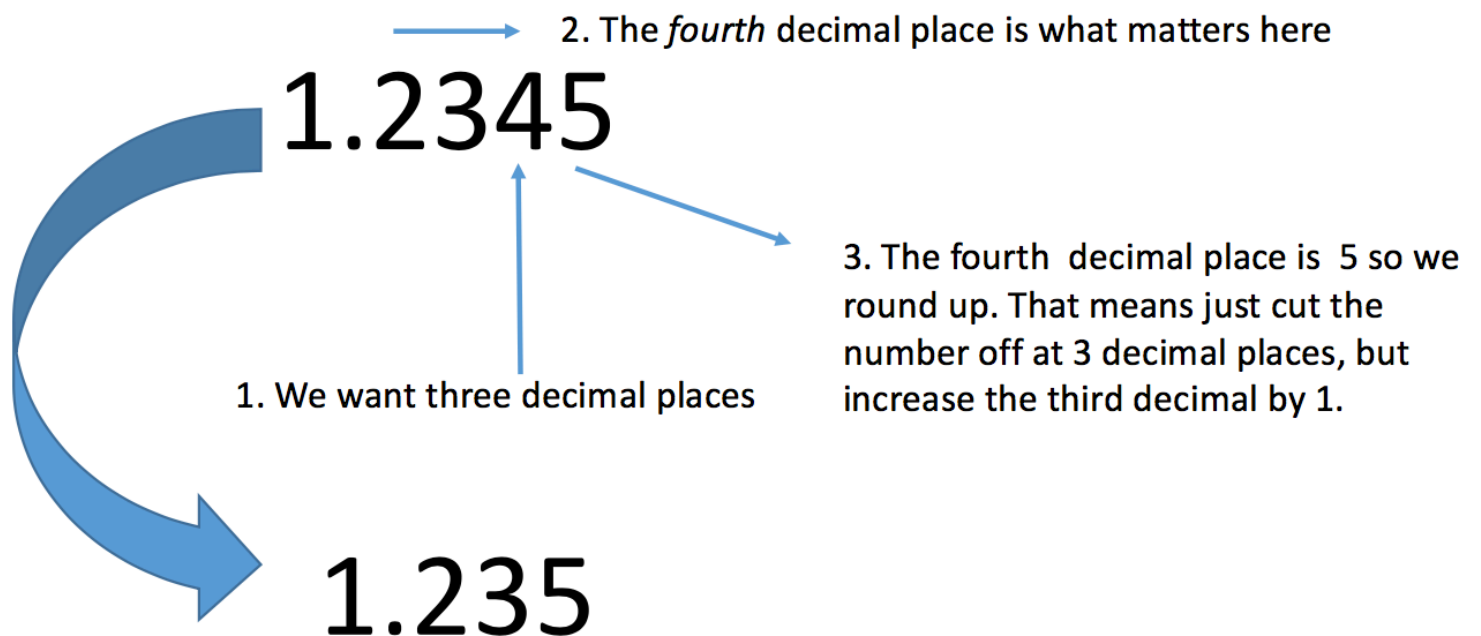 2. The fourth decimal place is what matters here
1.2345
3. The fourth decimal place is 5 so we
round up. That means just cut the
number off at 3 decimal places, but
increase the third decimal by 1.
1. We want three decimal places
1.235